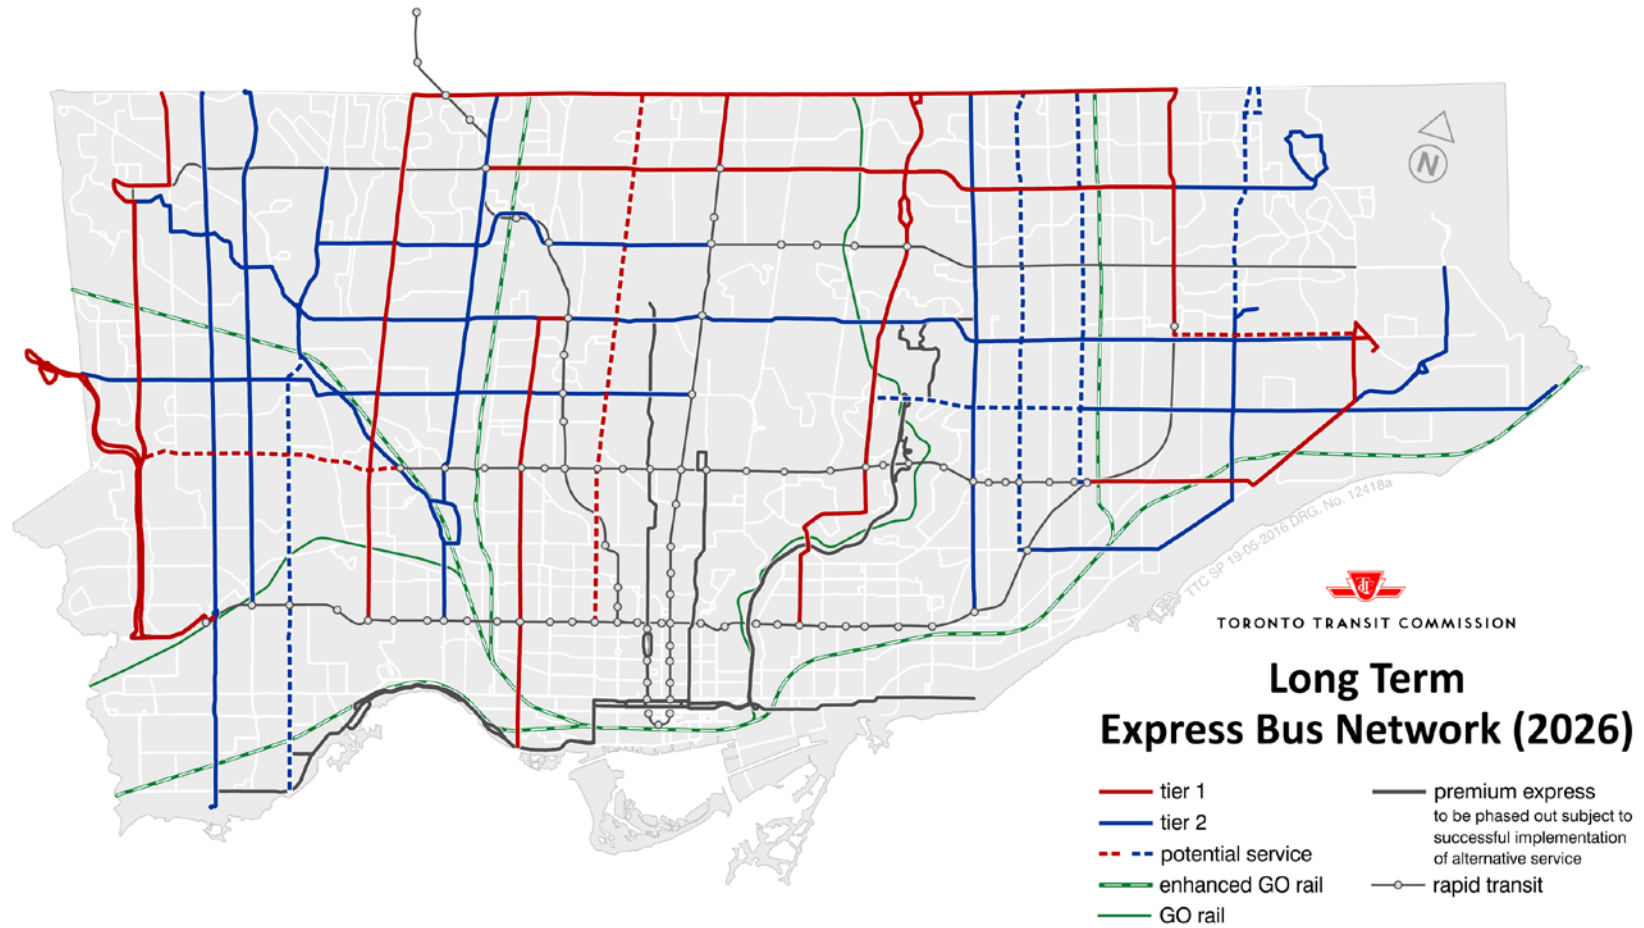 N
TTC SP 19-05-2016 DRG. No. 12418a
TORONTO TRANSIT COMMISSION
Long Term
Express Bus Network (2026)
tier 1
tier 2
potential service
enhanced GO rail
GO rail
premium express
to be phased out subject to
successful implementation
of alternative service
rapid transit